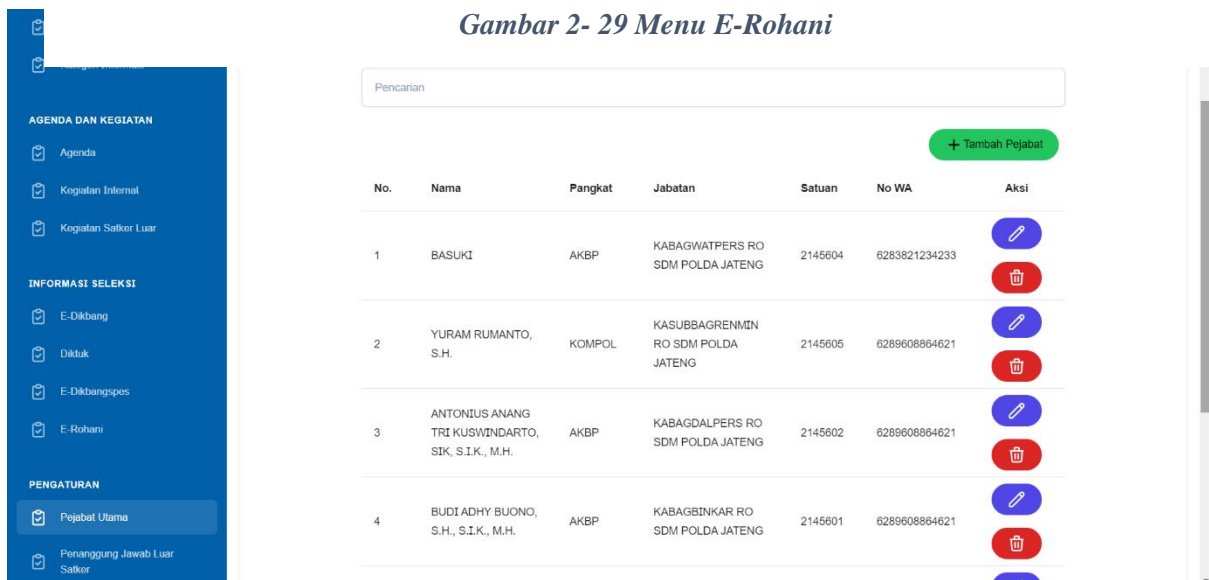 Gambar 2- 29 Menu E-Rohani
AGENDA DAN KEGIATAN
Agenda
Kegiatan Internal
Kegiatan Satker Luar
INFORMASI SELEKSI
E-Dikbang
Diktuk
E-Dikbangspes
E-Rohani
PENGATURAN
Pejabat Utama
Penanggung Jawab Luar
Satker
Pencarian
+ Tambah Pejabat
No. Nama Pangkat Jabatan Satuan No WA Aksi
1 BASUKI AKBP KABAGWATPERS RO
SDM POLDA JATENG 2145604 6283821234233
2 YURAM RUMANTO,
S.H. KOMPOL KASUBBAGRENMIN
RO SDM POLDA
JATENG 2145605 6289608864621
3 ANTONIUS ANANG
TRI KUSWINDARTO,
SIK, S.I.K., M.H. AKBP KABAGDALPERS RO
SDM POLDA JATENG 2145602 6289608864621
4 BUDI ADHY BUONO,
S.H., S.I.K., M.H. AKBP KABAGBINKAR RO
SDM POLDA JATENG 2145601 6289608864621